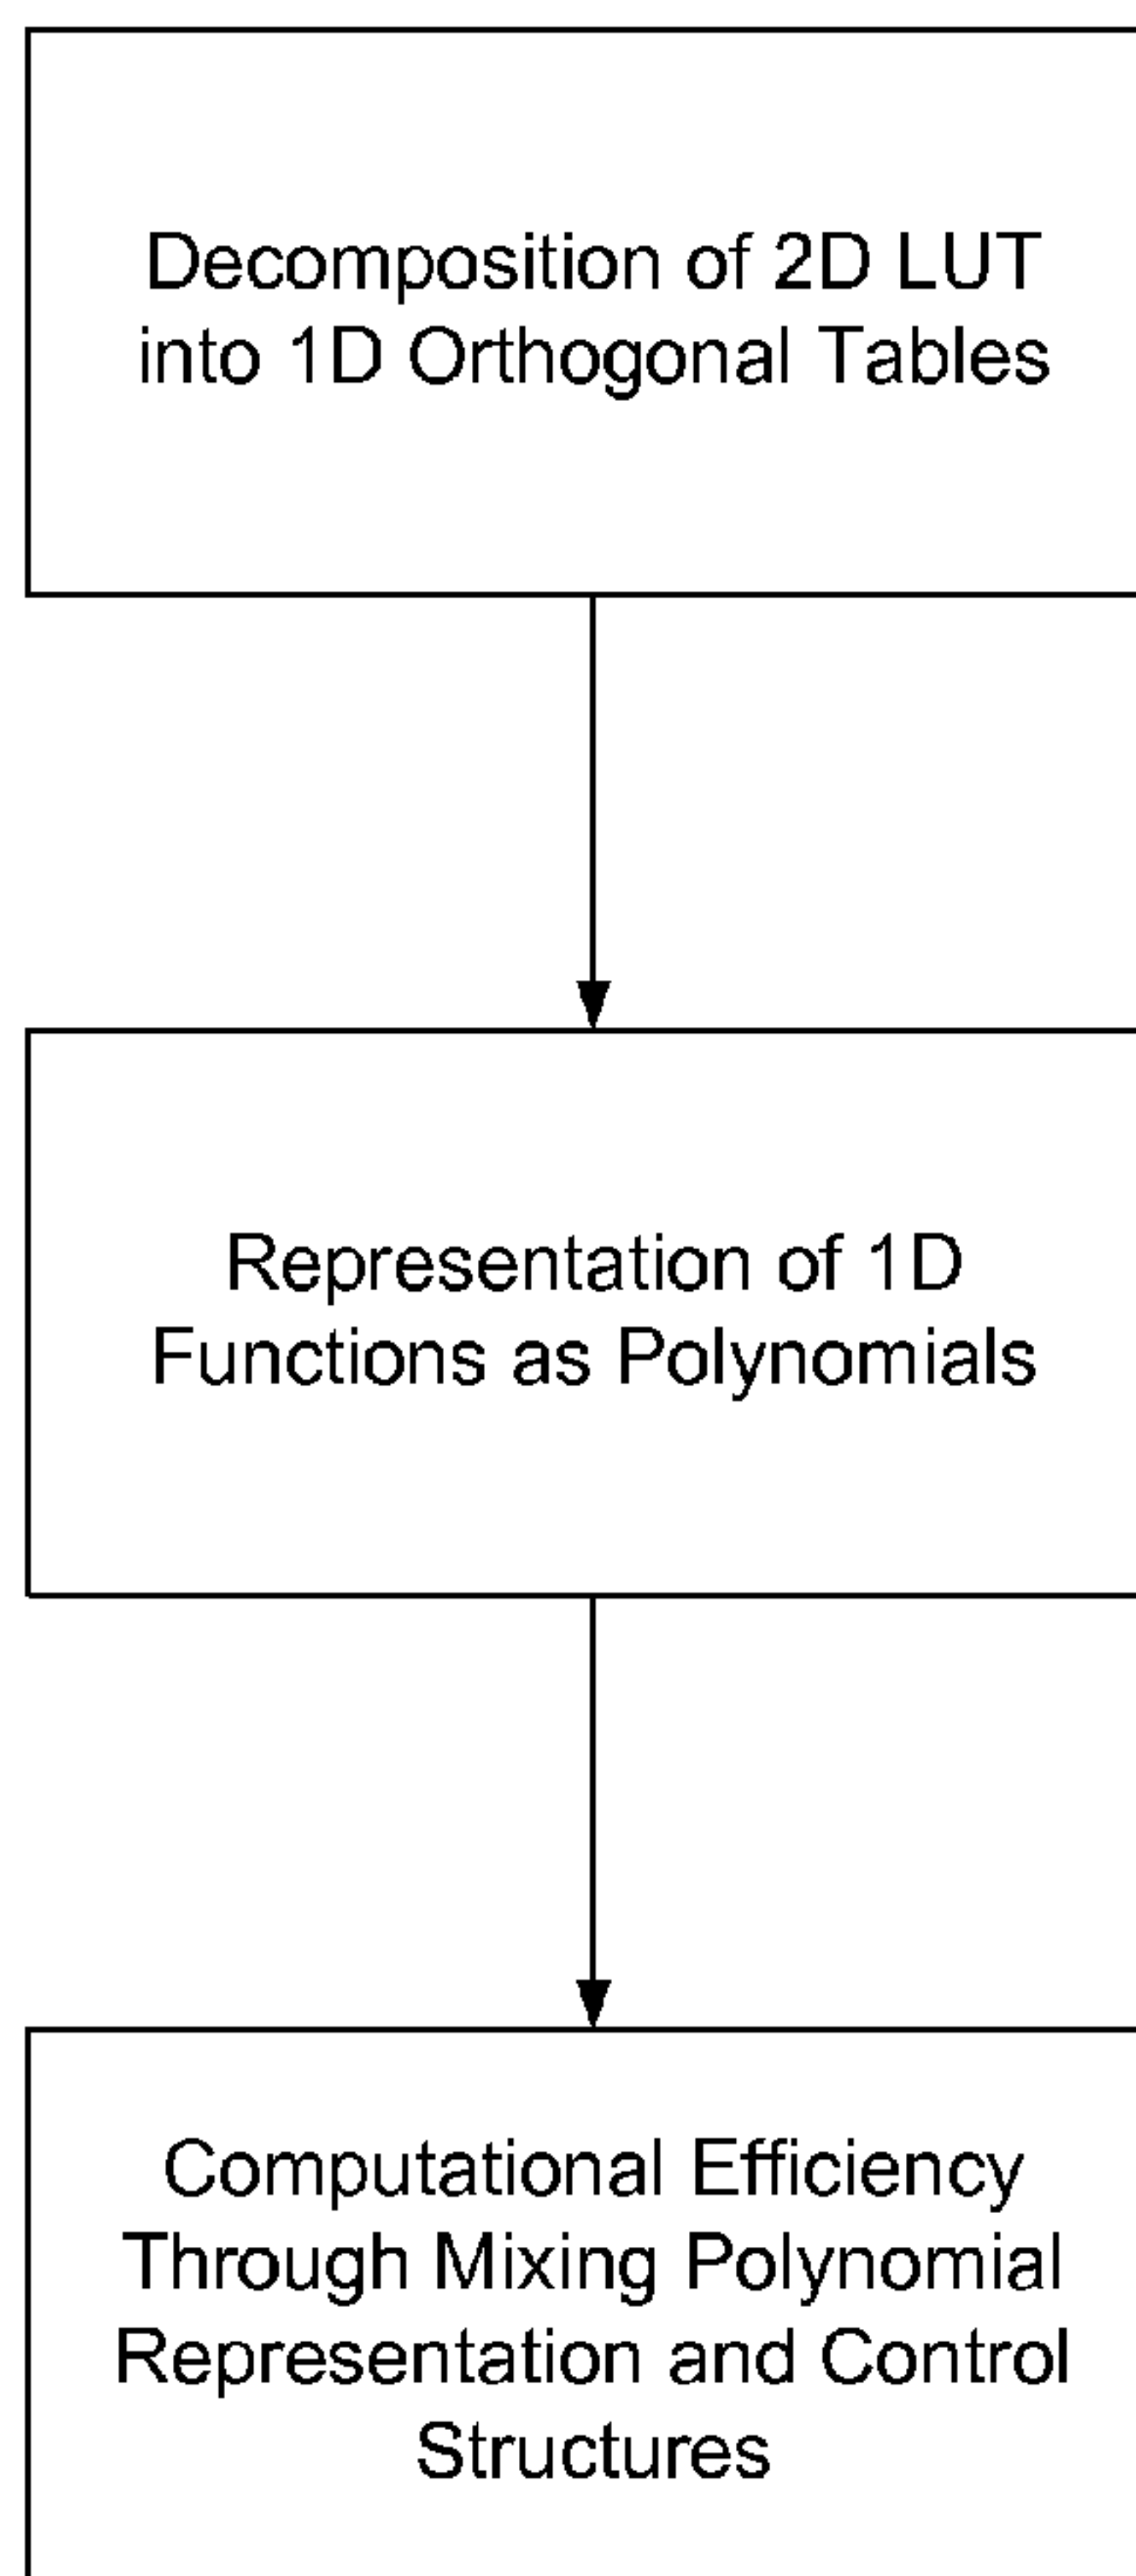 Decomposition of 2D LUT
into 1D Orthogonal Tables
Representation of 1D
Functions as Polynomials
Computational Efficiency
Through Mixing Polynomial
Representation and Control
Structures